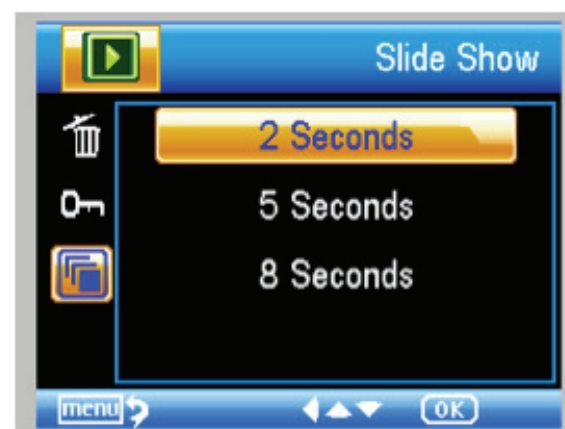 Slide Show
2 Seconds
5 Seconds
8 Seconds
menu OK